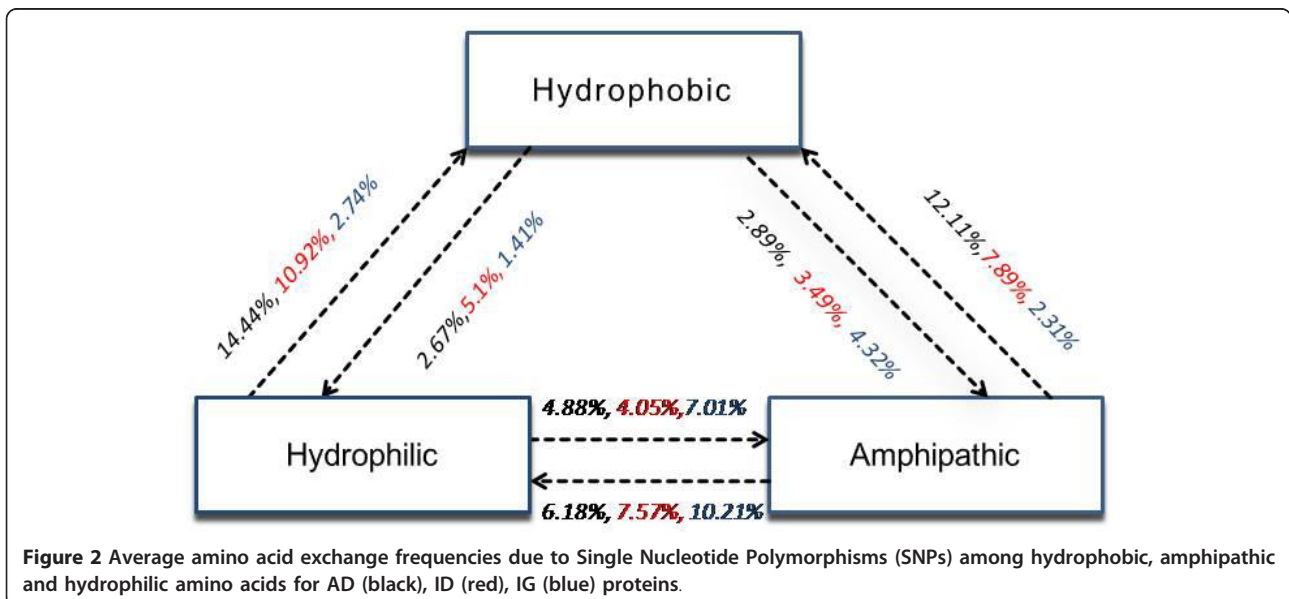 Hydrophobic
14.44%, 10.92%, 2.74%
2.67%,5.1%, 1.41%
2.89%, 3.49%, 4.32%
12.11%, 7.89%, 2.31%
Hydrophilic
4.88%, 4.05%,7.01%
6.18%, 7.57%, 10.21%
Amphipathic
Figure 2 Average amino acid exchange frequencies due to Single Nucleotide Polymorphisms (SNPs) among hydrophobic, amphipathic
and hydrophilic amino acids for AD (black), ID (red), IG (blue) proteins.